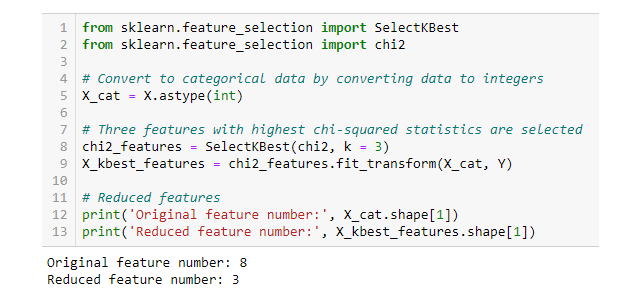 1 from sklearn.feature_selection import SelectKBest
2 from sklearn.feature_selection import chi2
3
4 # Convert to categorical data by converting data to integers
5 X_cat = X.astype(int)
6
7 # Three features with highest chi-squared statistics are selected
8 chi2_features = SelectKBest(chi2, k = 3)
9 X_kbest_features = chi2_features.fit_transform(X_cat, Y)
10
11 # Reduced features
12 print('Original feature number:', X_cat.shape[1])
13 print('Reduced feature number:', X_kbest_features.shape[1])
Original feature number: 8
Reduced feature number: 3